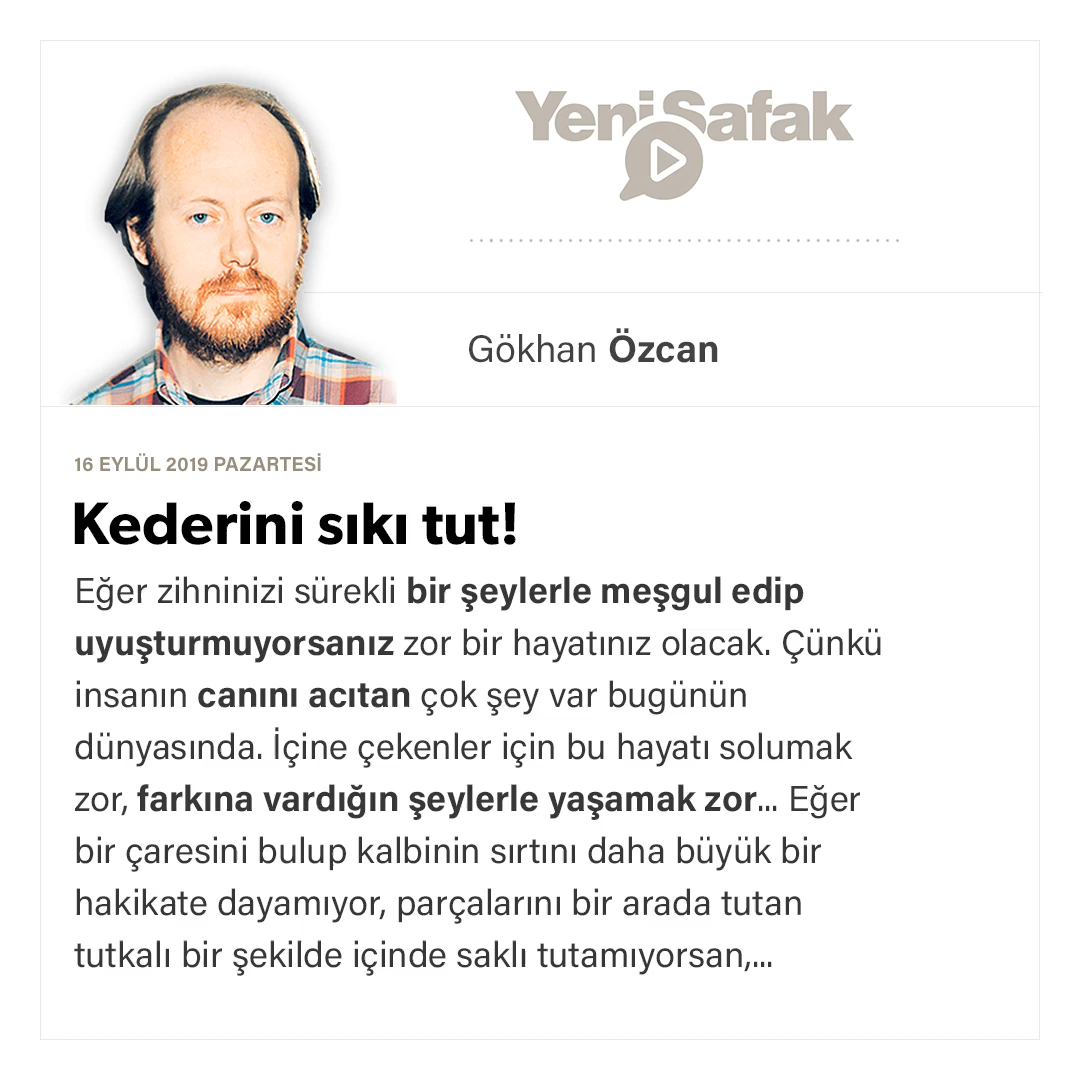 Yeni Şafak
Gökhan Özcan
16 EYLÜL 2019 PAZARTESİ
Kederini sıkı tut!
Eğer zihninizi sürekli bir şeylerle meşgul edip
uyuşturmuyorsanız zor bir hayatınız olacak. Çünkü
insanın canını acıtan çok şey var bugünün
dünyasında. İçine çekenler için bu hayatı solumak
zor, farkına vardığın şeylerle yaşamak zor... Eğer
bir çaresini bulup kalbinin sırtını daha büyük bir
hakikate dayamıyor, parçalarını bir arada tutan
tutkalı bir şekilde içinde saklı tutamıyorsan,...